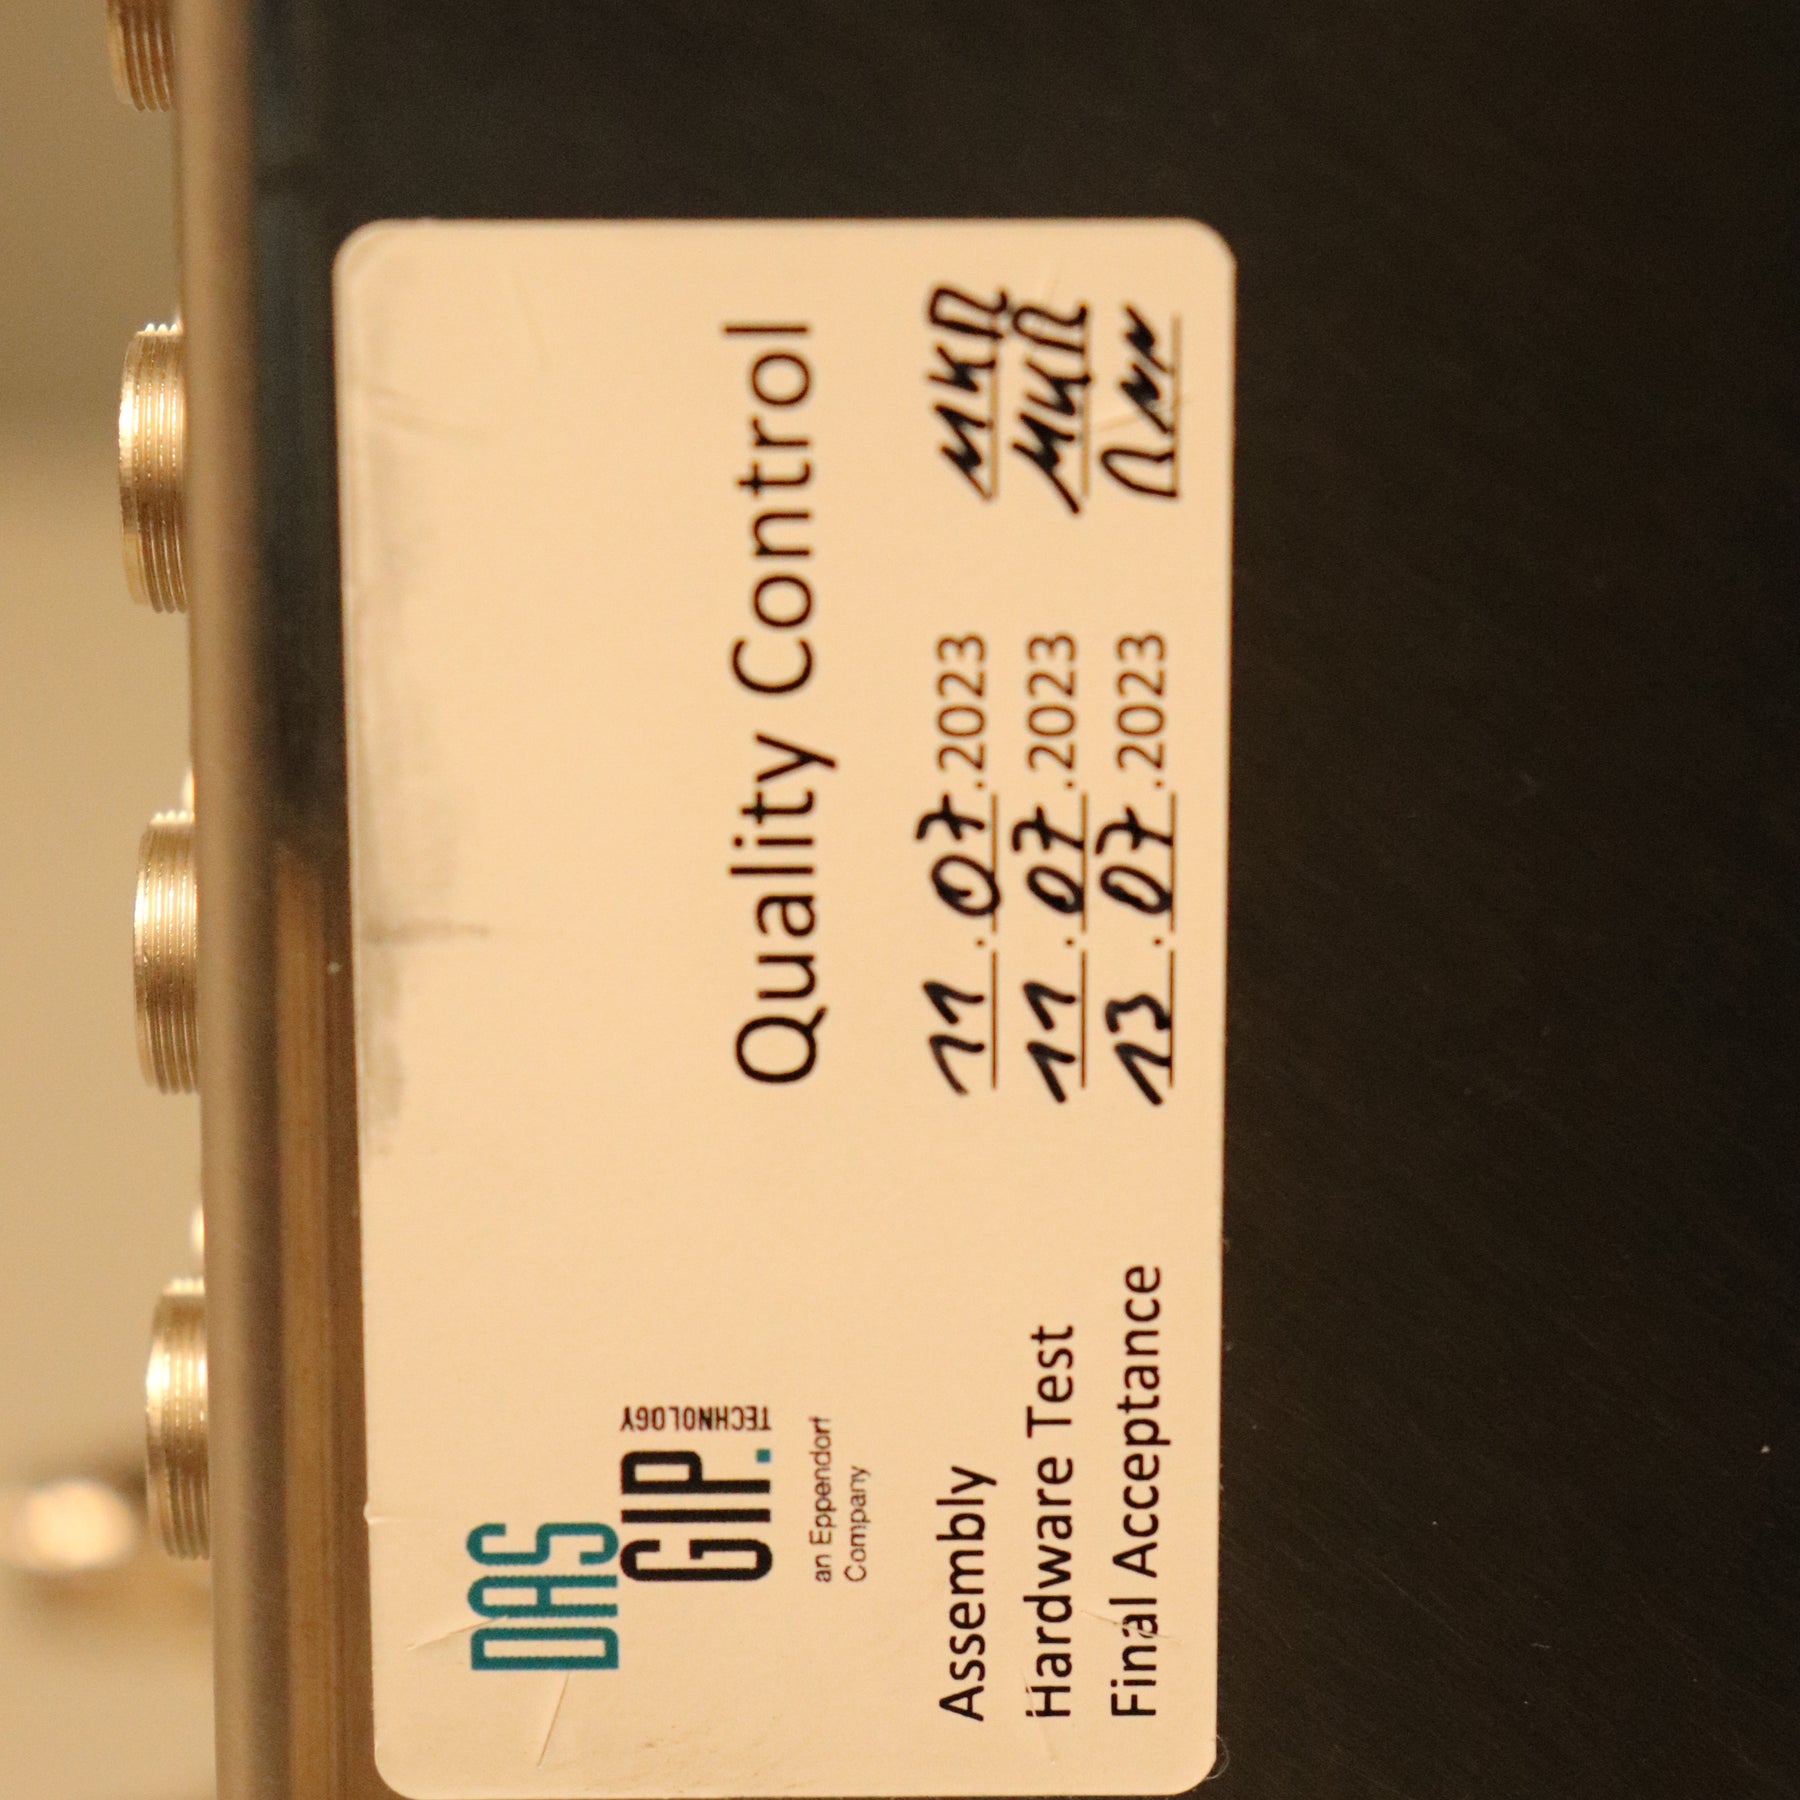 DAS
GIP.
TECHNOLOGY
an Eppendorf
Company
Quality Control
Assembly 11.07.2023 MKR
Hardware Test 11.07.2023 MKR
Final Acceptance 13.07.2023